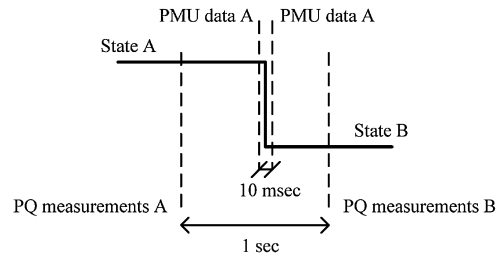 PMU data A PMU data A
State A
State B
10 msec
PQ measurements A PQ measurements B
1 sec